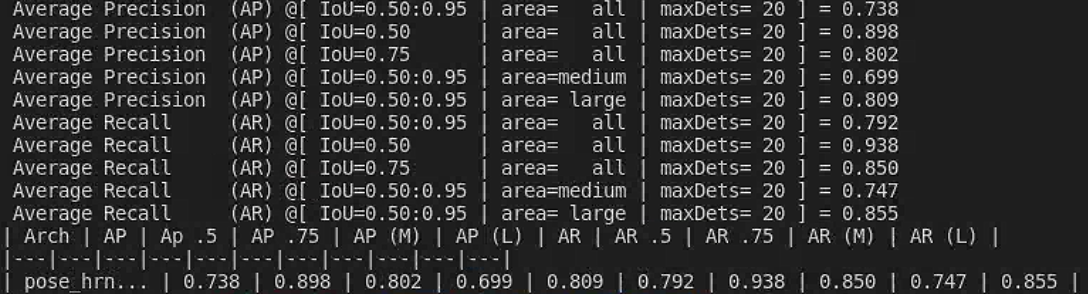 Average Precision  (AP) @[ IoU=0.50:0.95 | area=   all | maxDets= 20 ] = 0.738
Average Precision  (AP) @[ IoU=0.50      | area=   all | maxDets= 20 ] = 0.898
Average Precision  (AP) @[ IoU=0.75      | area=   all | maxDets= 20 ] = 0.802
Average Precision  (AP) @[ IoU=0.50:0.95 | area=medium | maxDets= 20 ] = 0.699
Average Precision  (AP) @[ IoU=0.50:0.95 | area= large | maxDets= 20 ] = 0.809
Average Recall     (AR) @[ IoU=0.50:0.95 | area=   all | maxDets= 20 ] = 0.792
Average Recall     (AR) @[ IoU=0.50      | area=   all | maxDets= 20 ] = 0.938
Average Recall     (AR) @[ IoU=0.75      | area=   all | maxDets= 20 ] = 0.850
Average Recall     (AR) @[ IoU=0.50:0.95 | area=medium | maxDets= 20 ] = 0.747
Average Recall     (AR) @[ IoU=0.50:0.95 | area= large | maxDets= 20 ] = 0.855
| Arch | AP | Ap .5 | AP .75 | AP (M) | AP (L) | AR | AR .5 | AR .75 | AR (M) | AR (L) |
|---|---|---|---|---|---|---|---|---|---|---|
| pose_hrn... | 0.738 | 0.898 | 0.802 | 0.699 | 0.809 | 0.792 | 0.938 | 0.850 | 0.747 | 0.855 |